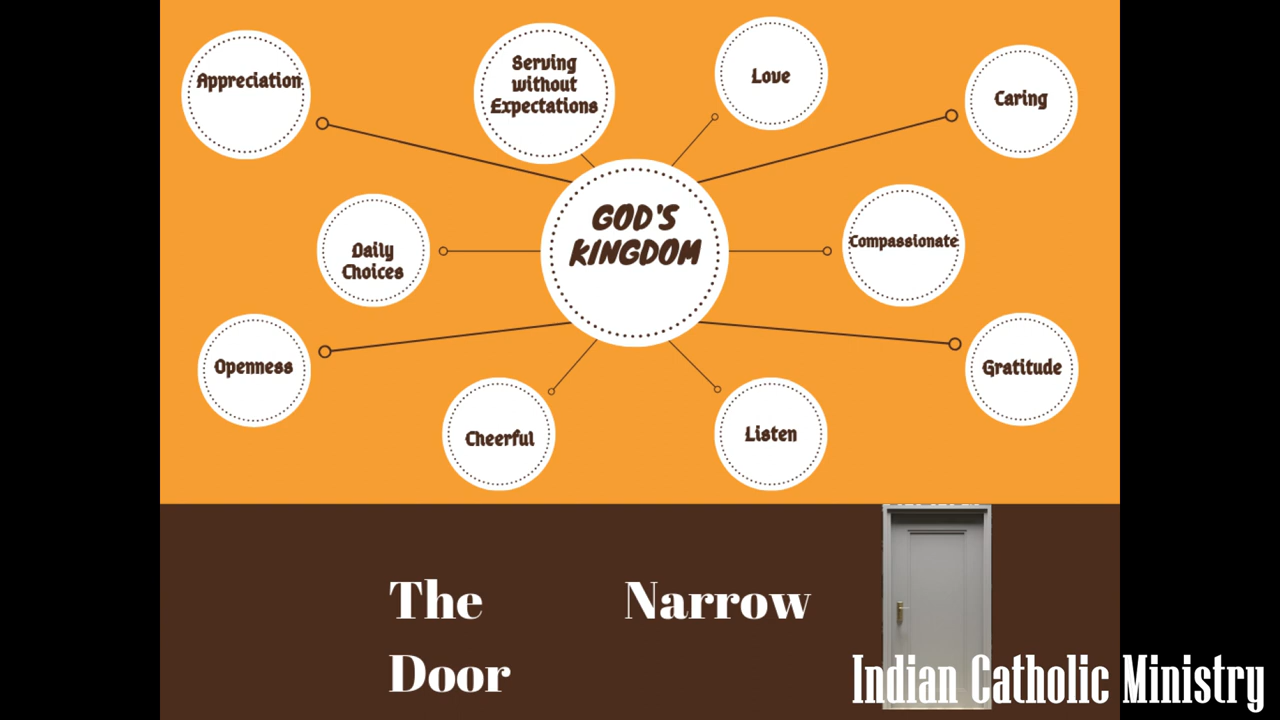 Appreciation
Serving
without
Expectations
Love
Caring
GOD'S
KINGDOM
Daily
Choices
Compassionate
Openness
Gratitude
Cheerful
Listen
The Narrow
Door
Indian Catholic Ministry